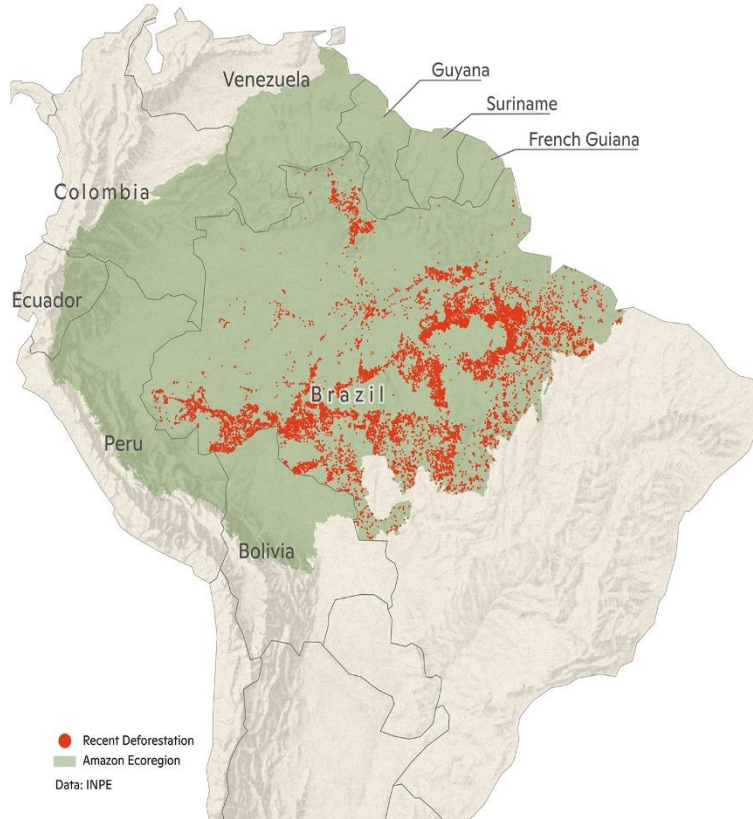 Venezuela
Guyana
Suriname
French Guiana
Colombia
Ecuador
Brazil
Peru
Bolivia
Recent Deforestation
Amazon Ecoregion
Data: INPE